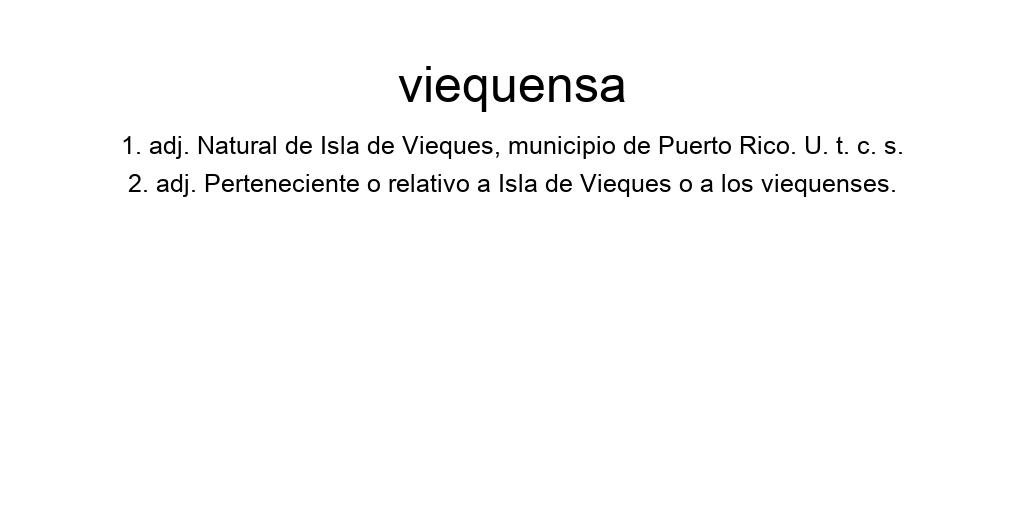 viequensa
1. adj. Natural de Isla de Vieques, municipio de Puerto Rico. U. t. c. s.
2. adj. Perteneciente o relativo a Isla de Vieques o a los viequenses.